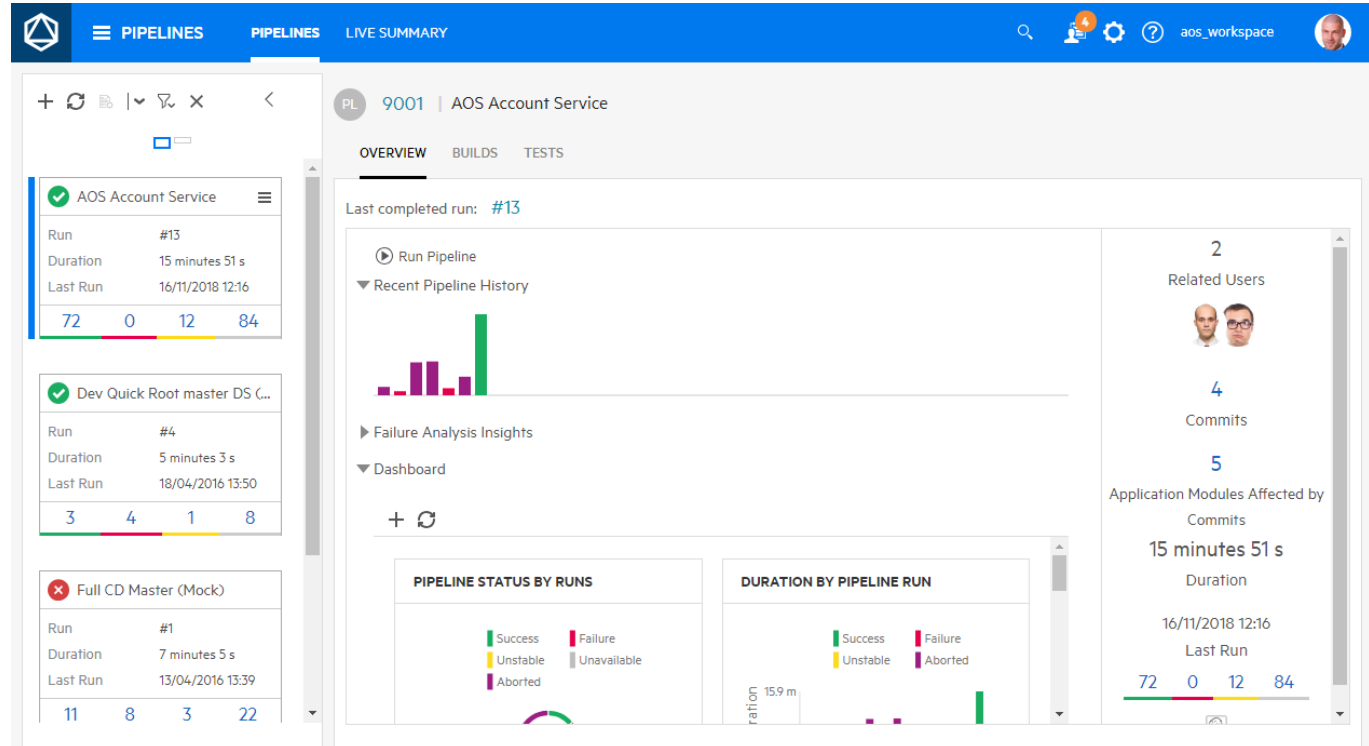 PIPELINES
PIPELINES LIVE SUMMARY
4
aos_workspace
PL 9001 | AOS Account Service
OVERVIEW BUILDS TESTS
AOS Account Service
Run #13
Duration 15 minutes 51 s
Last Run 16/11/2018 12:16
72 0 12 84
Dev Quick Root master DS (...
Run #4
Duration 5 minutes 3 s
Last Run 18/04/2016 13:50
3 4 1 8
Full CD Master (Mock)
Run #1
Duration 7 minutes 5 s
Last Run 13/04/2016 13:39
11 8 3 22
Last completed run: #13
Run Pipeline
Recent Pipeline History
Failure Analysis Insights
Dashboard
PIPELINE STATUS BY RUNS
Success Failure
Unstable Unavailable
Aborted
DURATION BY PIPELINE RUN
Success Failure
Unstable Aborted
15.9 m
2
Related Users
4
Commits
5
Application Modules Affected by
Commits
15 minutes 51 s
Duration
16/11/2018 12:16
Last Run
72 0 12 84